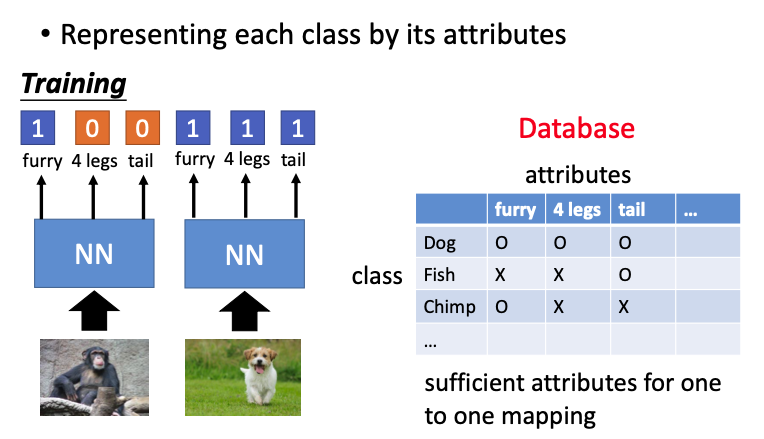 • Representing each class by its attributes
Training
1 0 0 1 1 1
furry 4 legs tail furry 4 legs tail
NN NN
Database
attributes
furry 4 legs tail ...
Dog O O O
class
Fish X X O
Chimp O X X
...
sufficient attributes for one
to one mapping